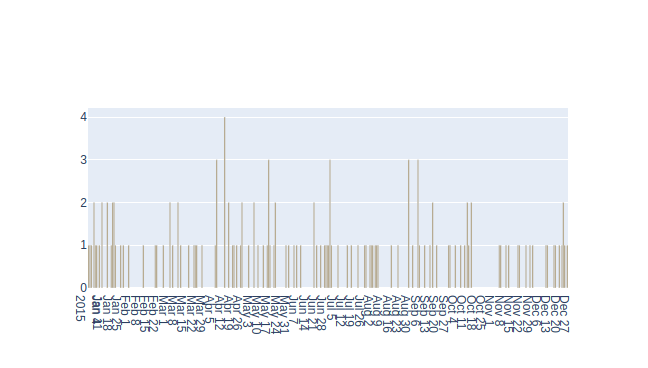 4
3
2
1
0
Jan 4
2015
Jan 11
Jan 18
Jan 25
Feb 1
Feb 8
Feb 15
Feb 22
Mar 1
Mar 8
Mar 15
Mar 22
Mar 29
Apr 5
Apr 12
Apr 19
Apr 26
May 3
May 10
May 17
May 24
May 31
Jun 7
Jun 14
Jun 21
Jun 28
Jul 5
Jul 12
Jul 19
Jul 26
Aug 2
Aug 9
Aug 16
Aug 23
Aug 30
Sep 6
Sep 13
Sep 20
Sep 27
Oct 4
Oct 11
Oct 18
Oct 25
Nov 1
Nov 8
Nov 15
Nov 22
Nov 29
Dec 6
Dec 13
Dec 20
Dec 27